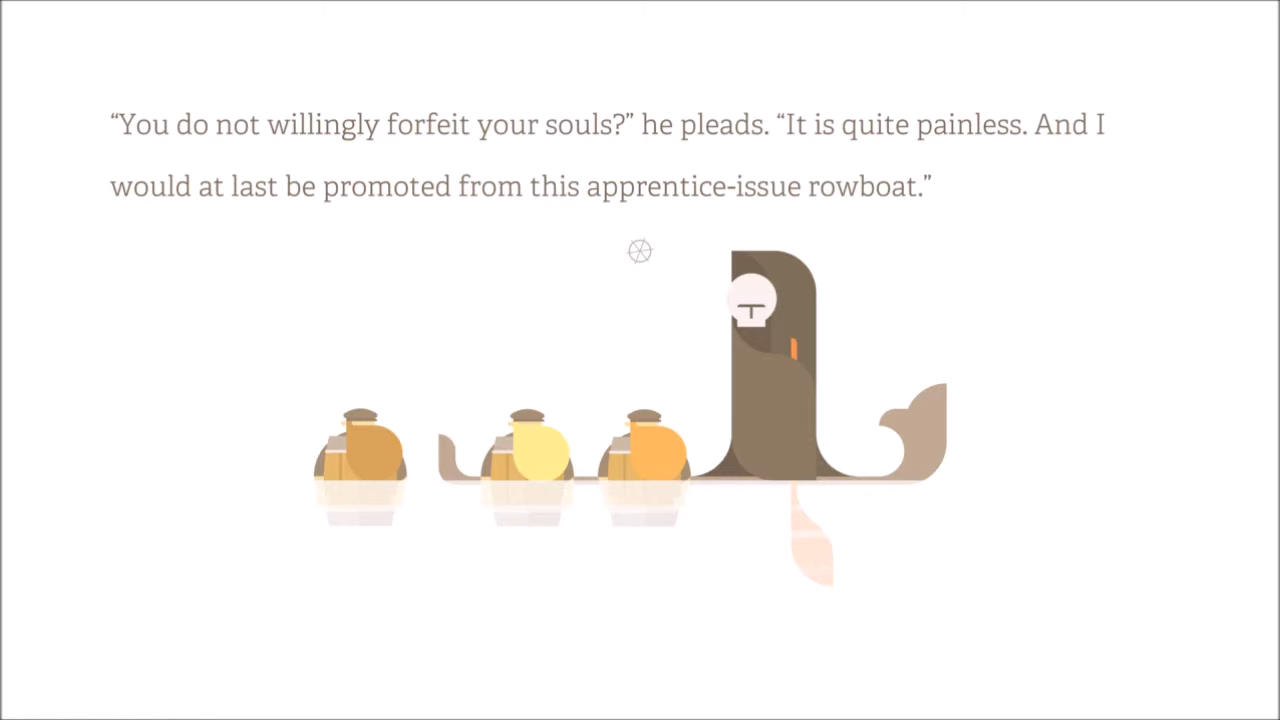 “You do not willingly forfeit your souls?” he pleads. “It is quite painless. And I
would at last be promoted from this apprentice-issue rowboat.”